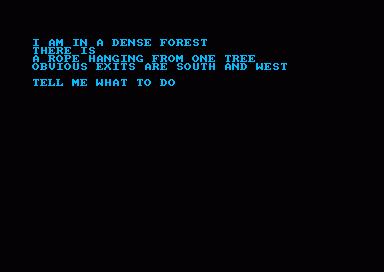 I AM IN A DENSE FOREST
THERE IS
A ROPE HANGING FROM ONE TREE
OBVIOUS EXITS ARE SOUTH AND WEST
TELL ME WHAT TO DO